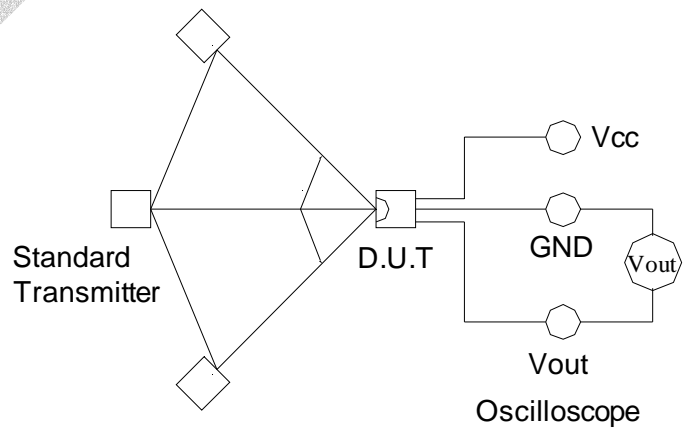 Vcc
Standard
Transmitter
D.U.T
GND
Vout
Vout
Oscilloscope